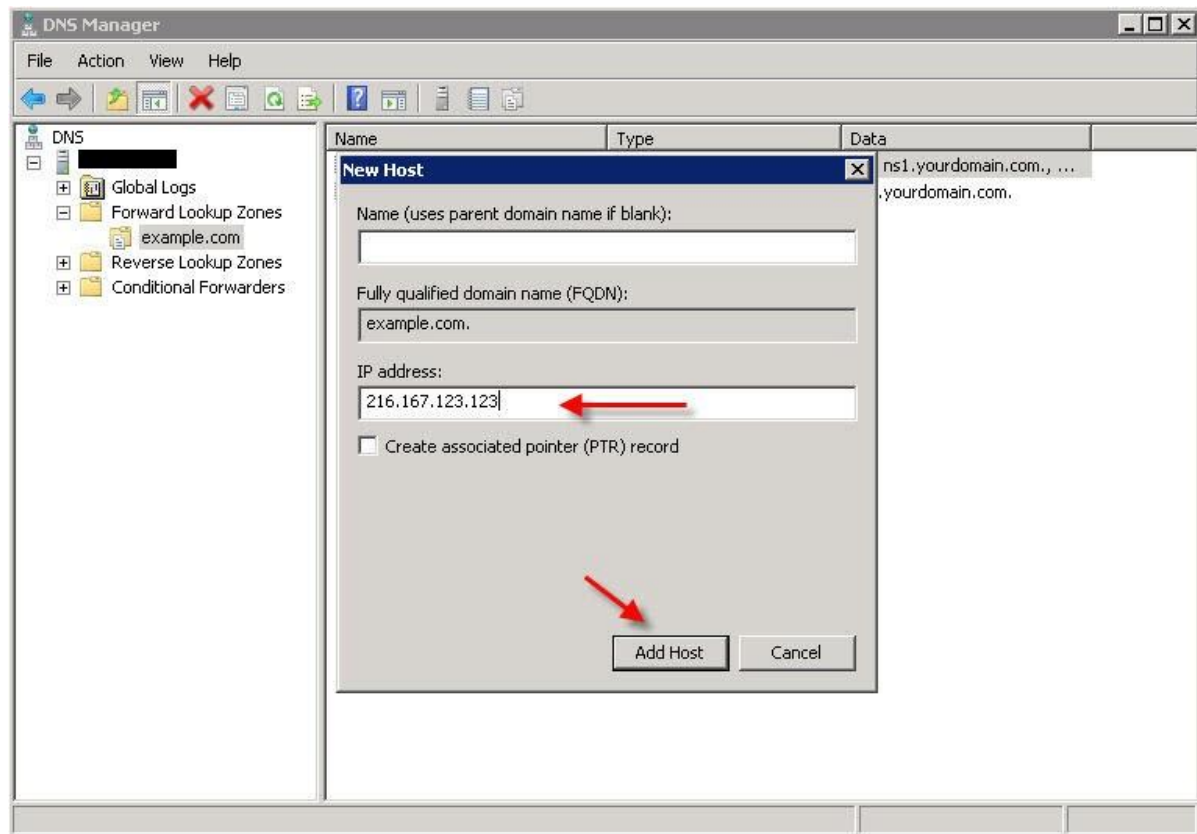 DNS Manager
File Action View Help
DNS
Global Logs
Forward Lookup Zones
example.com
Reverse Lookup Zones
Conditional Forwarders
Name Type Data
ns1.yourdomain.com., ...
.yourdomain.com.
New Host
Name (uses parent domain name if blank):
Fully qualified domain name (FQDN):
example.com.
IP address:
216.167.123.123
Create associated pointer (PTR) record
Add Host Cancel